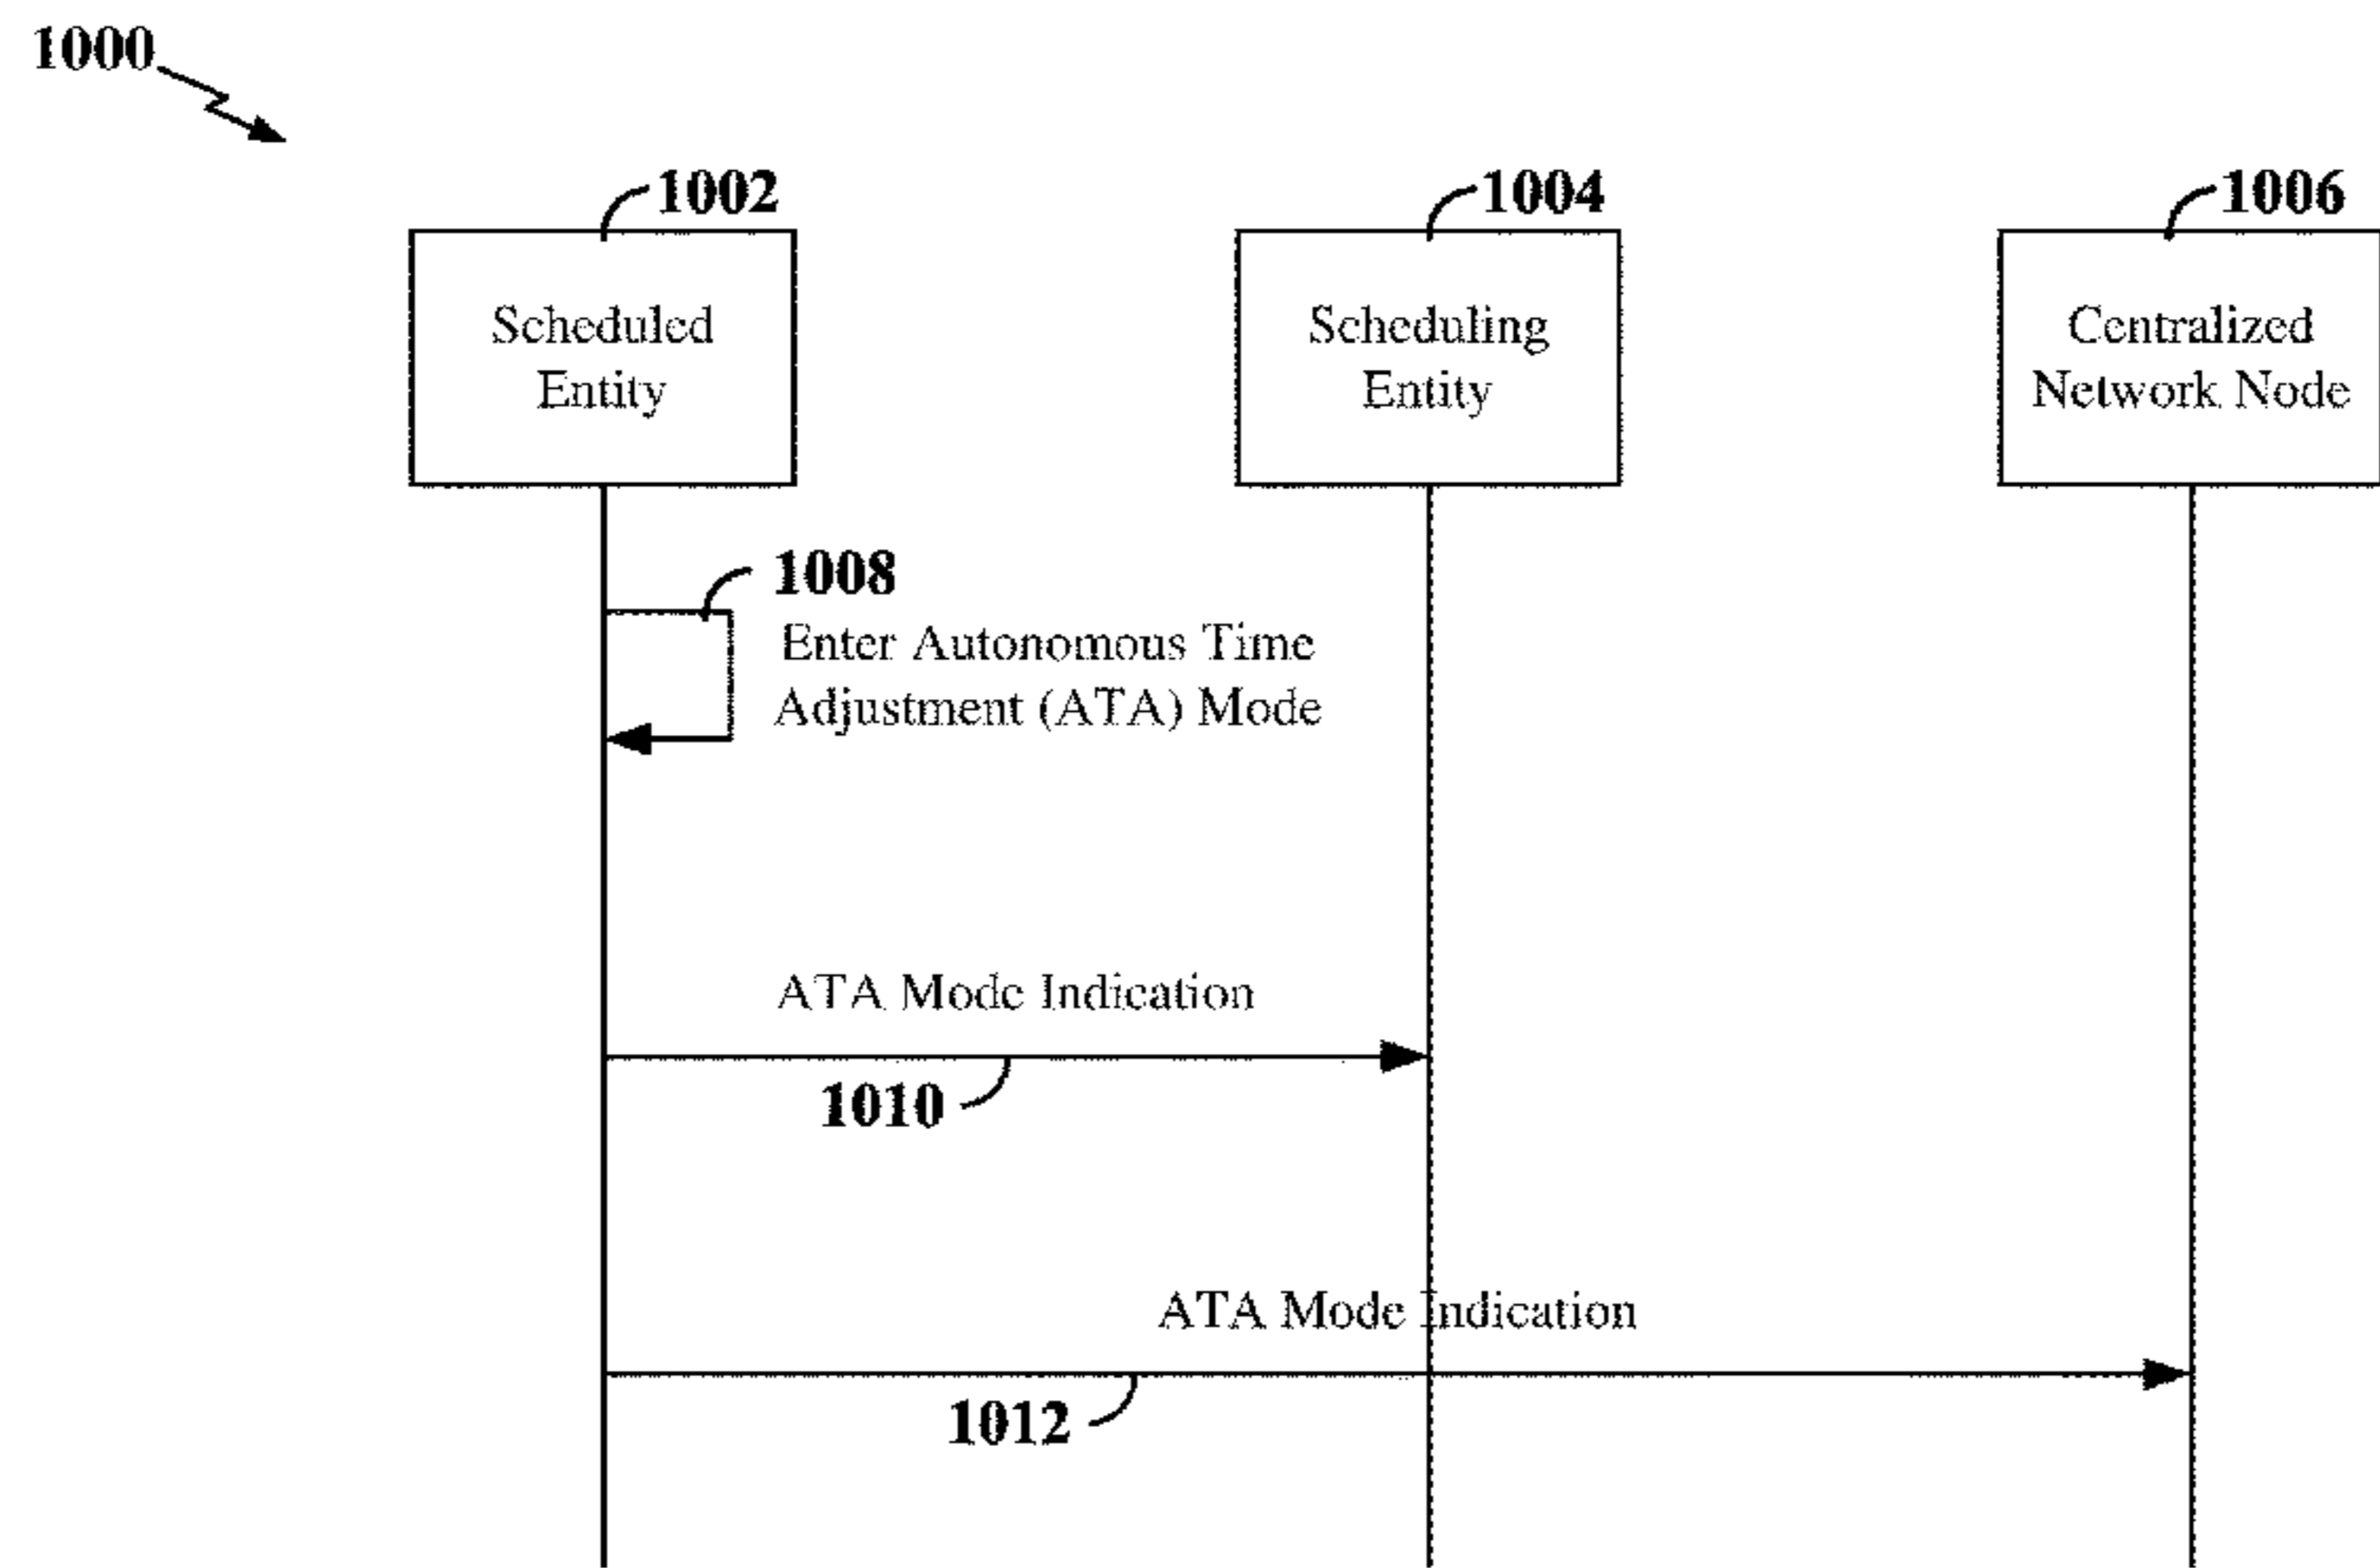 1000
1002
1004
1006
Scheduled
Entity
Scheduling
Entity
Centralized
Network Node
1008
Enter Autonomous Time
Adjustment (ATA) Mode
ATA Mode Indication
1010
ATA Mode Indication
1012